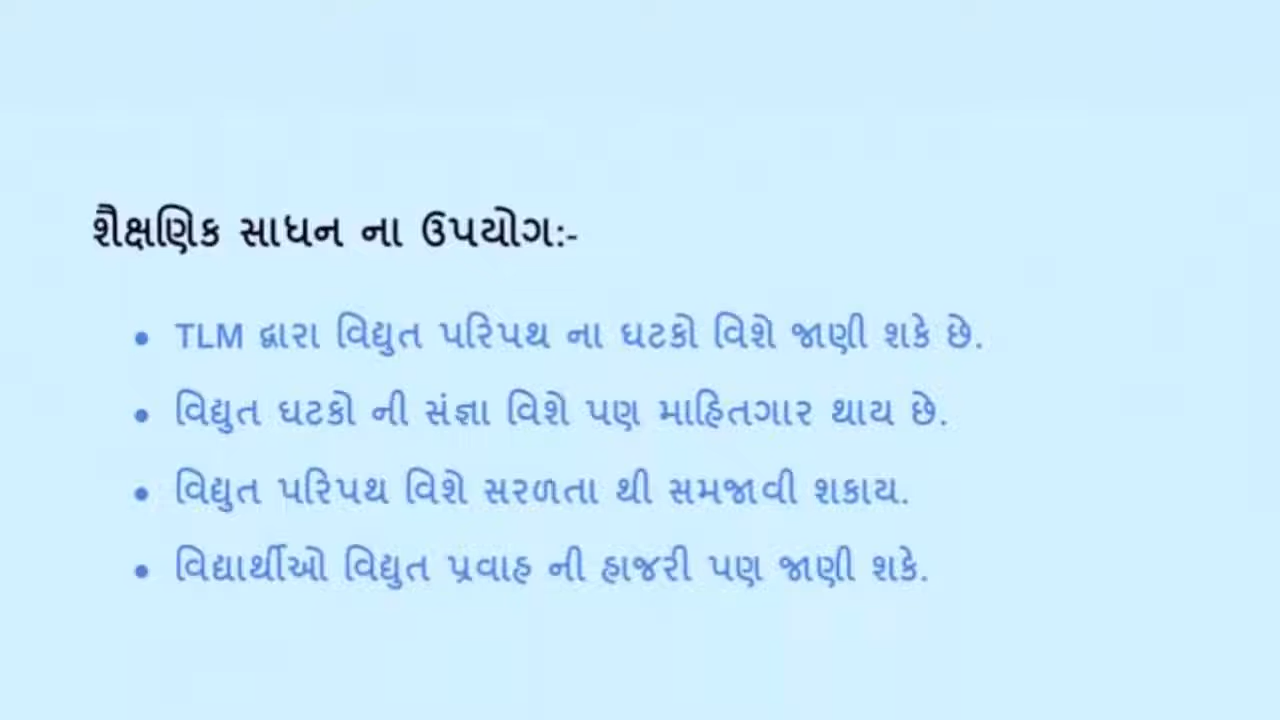 શૈક્ષણિક સાધન ના ઉપયોગ:-
• TLM દ્વારા વિદ્યુત પરિપથ ના ઘટકો વિશે જાણી શકે છે.
• વિદ્યુત ઘટકો ની સંજ્ઞા વિશે પણ માહિતગાર થાય છે.
• વિદ્યુત પરિપથ વિશે સરળતા થી સમજાવી શકાય.
• વિદ્યાર્થીઓ વિદ્યુત પ્રવાહ ની હાજરી પણ જાણી શકે.